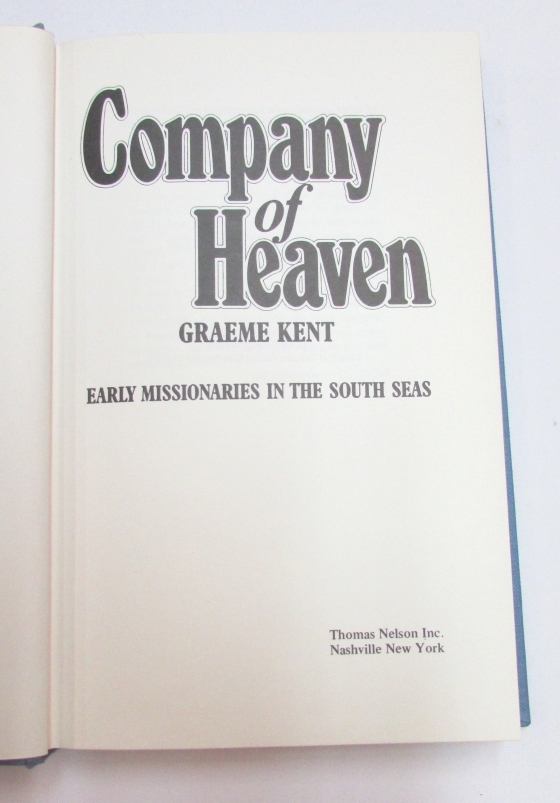 Company
of
Heaven
GRAEME KENT
EARLY MISSIONARIES IN THE SOUTH SEAS
Thomas Nelson Inc.
Nashville New York